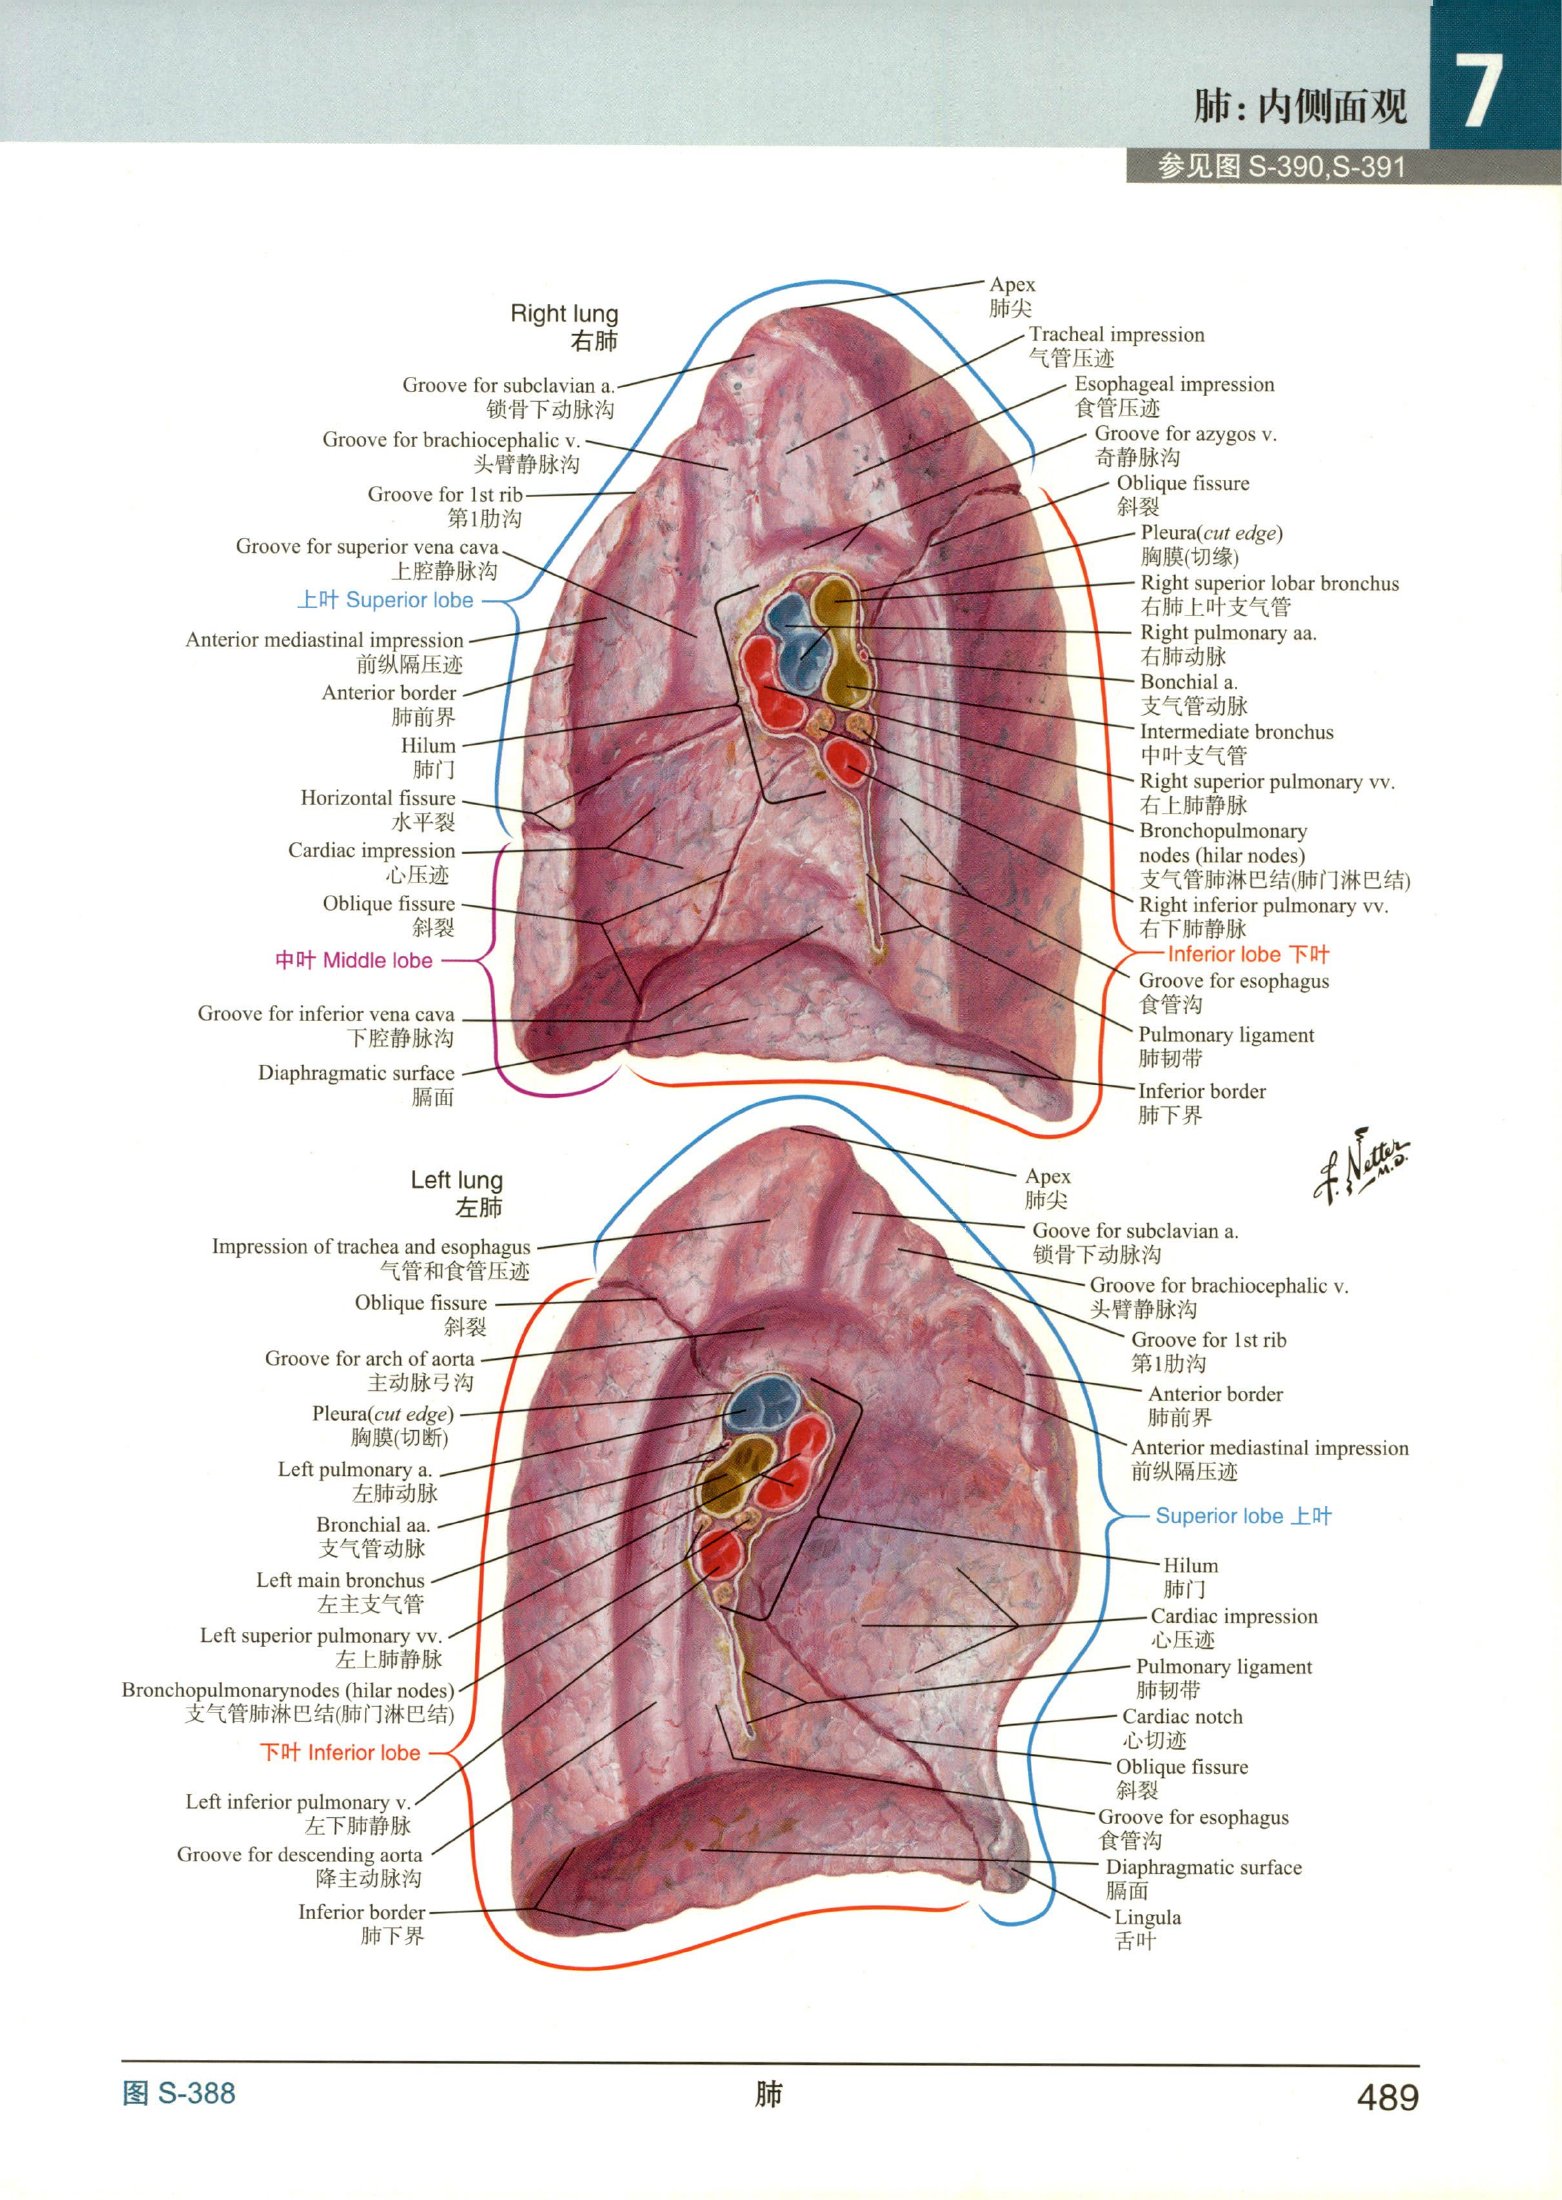 肺：内侧面观
7
参见图 S-390,S-391
Right lung
右肺
Groove for subclavian a.
锁骨下动脉沟
Groove for brachiocephalic v.
头臂静脉沟
Groove for 1st rib
第1肋沟
Groove for superior vena cava
上腔静脉沟
上叶 Superior lobe
Anterior mediastinal impression
前纵隔压迹
Anterior border
肺前界
Hilum
肺门
Horizontal fissure
水平裂
Cardiac impression
心压迹
Oblique fissure
斜裂
中叶 Middle lobe
Groove for inferior vena cava
下腔静脉沟
Diaphragmatic surface
膈面
Apex
肺尖
Tracheal impression
气管压迹
Esophageal impression
食管压迹
Groove for azygos v.
奇静脉沟
Oblique fissure
斜裂
Pleura(cut edge)
胸膜(切缘)
Right superior lobar bronchus
右肺上叶支气管
Right pulmonary aa.
右肺动脉
Bonchial a.
支气管动脉
Intermediate bronchus
中叶支气管
Right superior pulmonary vv.
右上肺静脉
Bronchopulmonary
nodes (hilar nodes)
支气管肺淋巴结(肺门淋巴结)
Right inferior pulmonary vv.
右下肺静脉
Inferior lobe 下叶
Groove for esophagus
食管沟
Pulmonary ligament
肺韧带
Inferior border
肺下界
F. Netter
M.D.
Left lung
左肺
Impression of trachea and esophagus
气管和食管压迹
Oblique fissure
斜裂
Groove for arch of aorta
主动脉弓沟
Pleura(cut edge)
胸膜(切断)
Left pulmonary a.
左肺动脉
Bronchial aa.
支气管动脉
Left main bronchus
左主支气管
Left superior pulmonary vv.
左上肺静脉
Bronchopulmonarynodes (hilar nodes)
支气管肺淋巴结(肺门淋巴结)
下叶 Inferior lobe
Left inferior pulmonary v.
左下肺静脉
Groove for descending aorta
降主动脉沟
Inferior border
肺下界
Apex
肺尖
Goove for subclavian a.
锁骨下动脉沟
Groove for brachiocephalic v.
头臂静脉沟
Groove for 1st rib
第1肋沟
Anterior border
肺前界
Anterior mediastinal impression
前纵隔压迹
Superior lobe 上叶
Hilum
肺门
Cardiac impression
心压迹
Pulmonary ligament
肺韧带
Cardiac notch
心切迹
Oblique fissure
斜裂
Groove for esophagus
食管沟
Diaphragmatic surface
膈面
Lingula
舌叶
图 S-388
肺
489